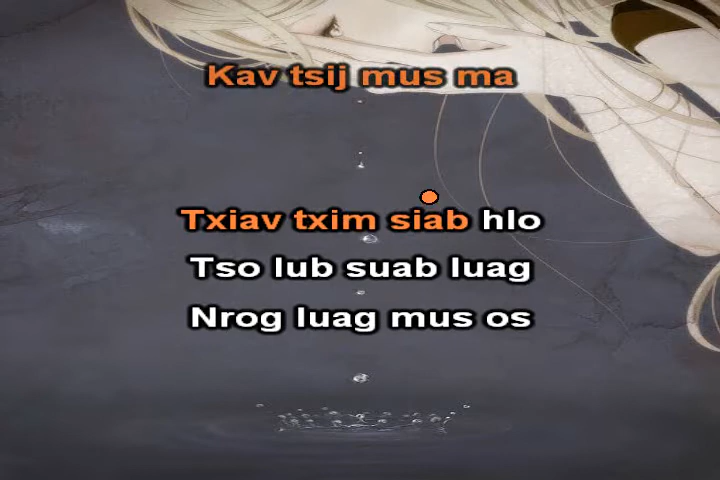 Kav tsij mus ma
Txiav txim siab hlo
Tso lub suab luag
Nrog luag mus os